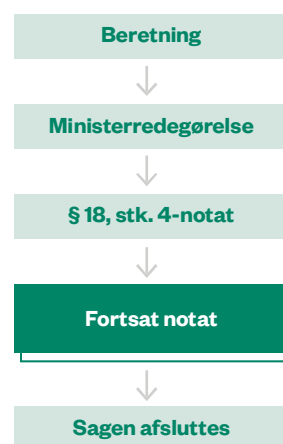 Beretning
Ministerredegørelse
§ 18, stk. 4-notat
Fortsat notat
Sagen afsluttes